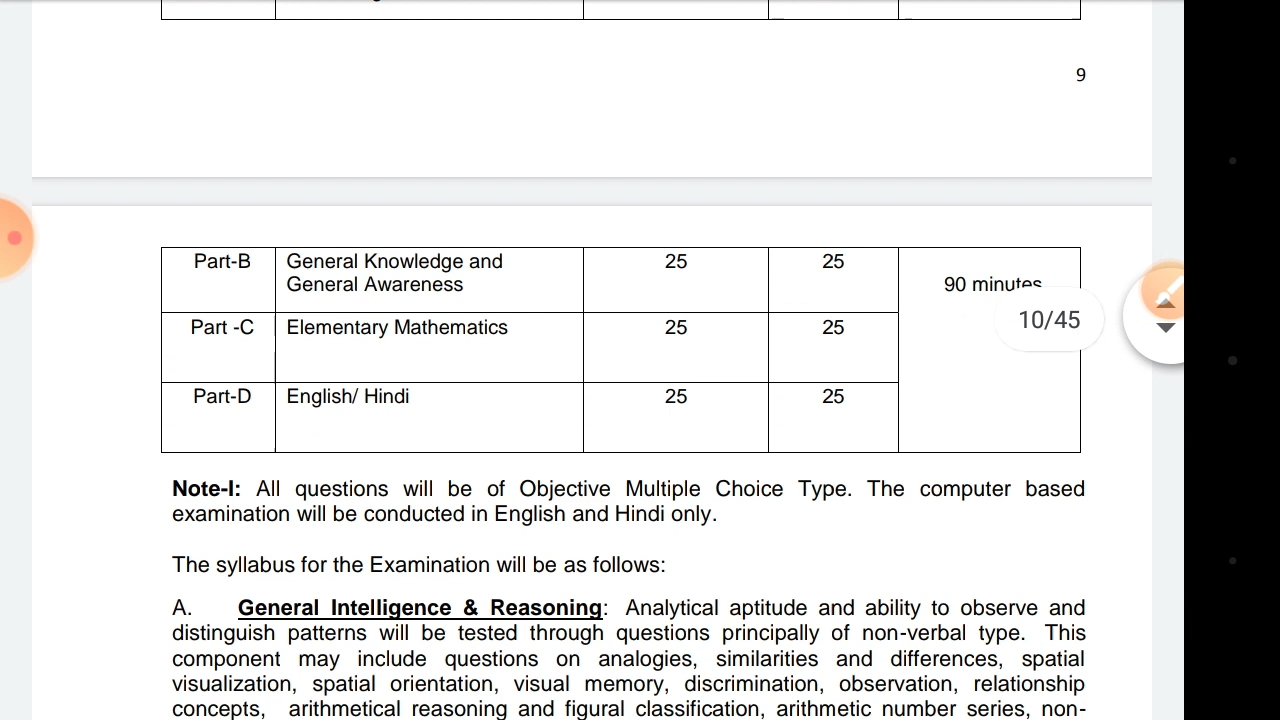 9
Part-B General Knowledge and 25 25
General Awareness 90 minutes
10/45
Part -C Elementary Mathematics 25 25
Part-D English/ Hindi 25 25
Note-I: All questions will be of Objective Multiple Choice Type. The computer based
examination will be conducted in English and Hindi only.
The syllabus for the Examination will be as follows:
A. General Intelligence & Reasoning: Analytical aptitude and ability to observe and
distinguish patterns will be tested through questions principally of non-verbal type. This
component may include questions on analogies, similarities and differences, spatial
visualization, spatial orientation, visual memory, discrimination, observation, relationship
concepts, arithmetical reasoning and figural classification, arithmetic number series, non-